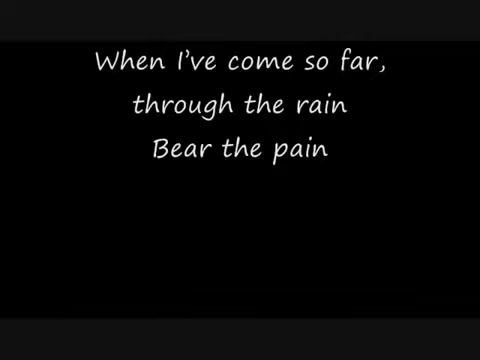 When I've come so far,
through the rain
Bear the pain